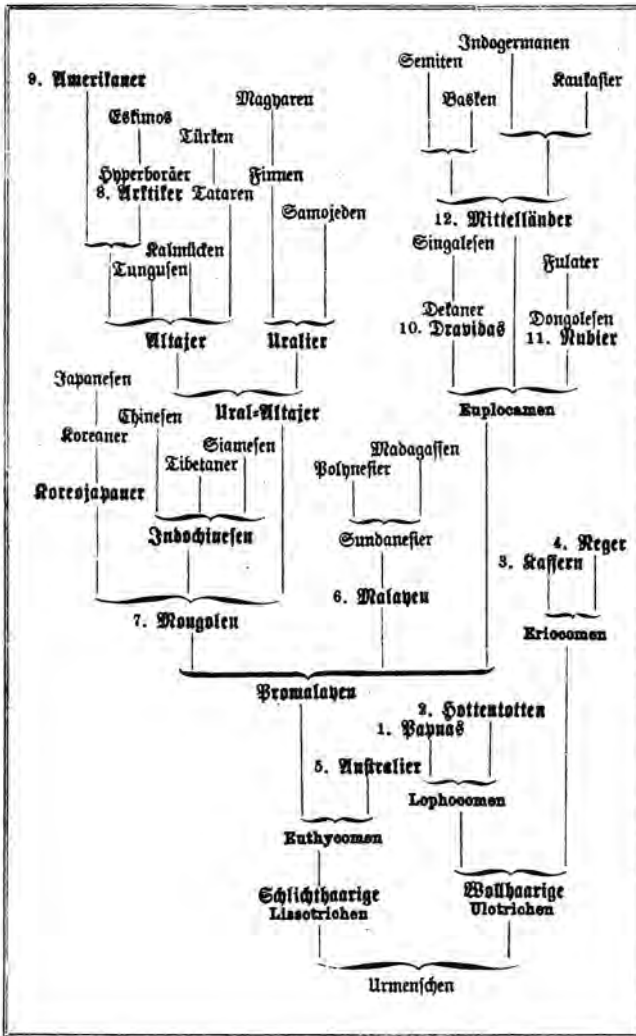 Indogermanen
Semiten
Kaukasier
9. Amerikaner
Magyaren
Basken
Eskimos
Türken
Hyperboräer
Finnen
8. Arktiker
Tataren
Samojeden
12. Mittelländer
Kalmücken
Singalesen
Tungusen
Fulater
Dekaner
Dongolesen
10. Dravidas
11. Nubier
Altajer
Uralier
Japanesen
Chinesen
Ural-Altajer
Euplocamen
Koreaner
Siamesen
Madagassen
Tibetaner
Polynesier
Koreojapaner
Indochinesen
Sundanesier
4. Neger
3. Kaffern
6. Malayen
7. Mongolen
Eriocomen
Promalayen
2. Hottentotten
1. Papuas
5. Australier
Lophocomen
Euthycomen
Schlichthaarige
Lissotrichen
Wollhaarige
Ulotrichen
Urmenschen